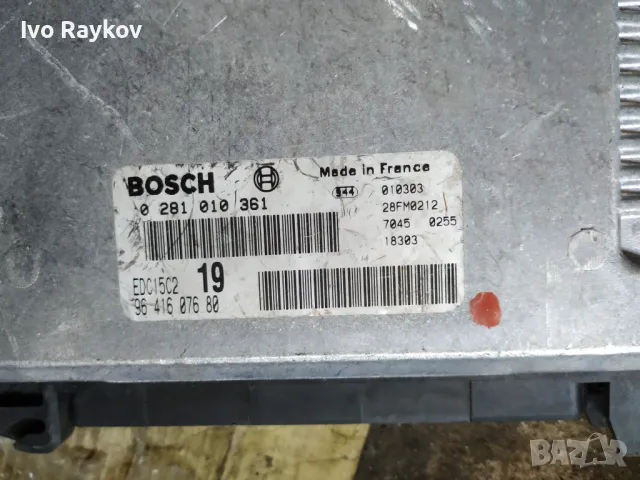 Ivo Raykov
BOSCH
Made in France
0 281 010 361
944 010303
28FM0212
7045 0255
18303
EDC15C2 19
96 416 076 80
BAZAR